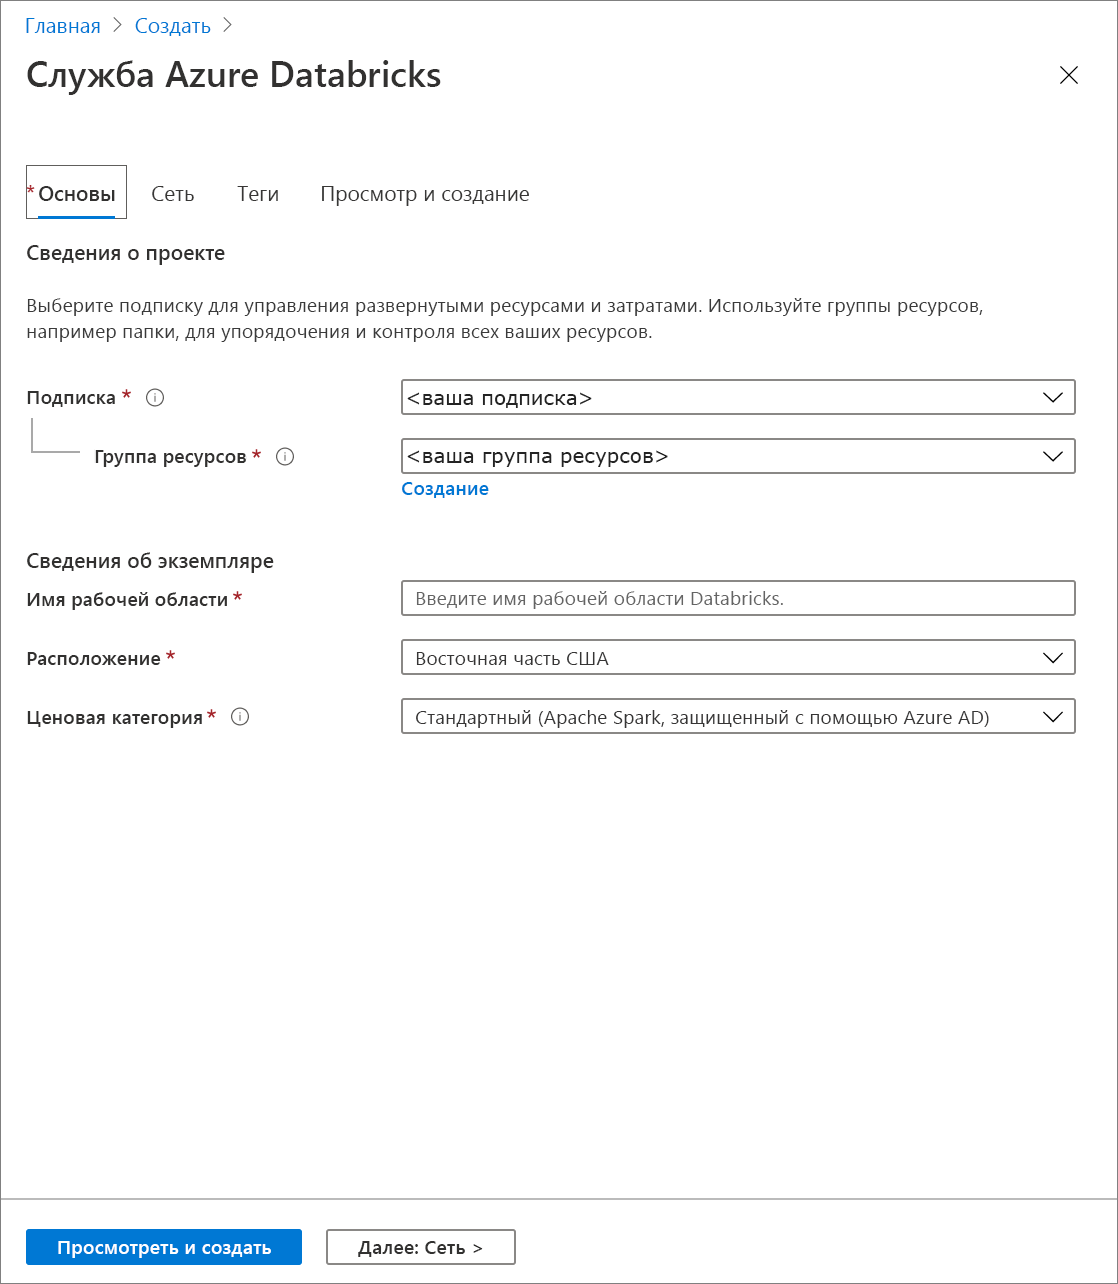 Главная > Создать >
Служба Azure Databricks
* Основы Сеть Теги Просмотр и создание
Сведения о проекте
Выберите подписку для управления развернутыми ресурсами и затратами. Используйте группы ресурсов,
например папки, для упорядочения и контроля всех ваших ресурсов.
Подписка * <ваша подписка>
Группа ресурсов * <ваша группа ресурсов>
Создание
Сведения об экземпляре
Имя рабочей области * Введите имя рабочей области Databricks.
Расположение * Восточная часть США
Ценовая категория * Стандартный (Apache Spark, защищенный с помощью Azure AD)
Просмотреть и создать Далее: Сеть >